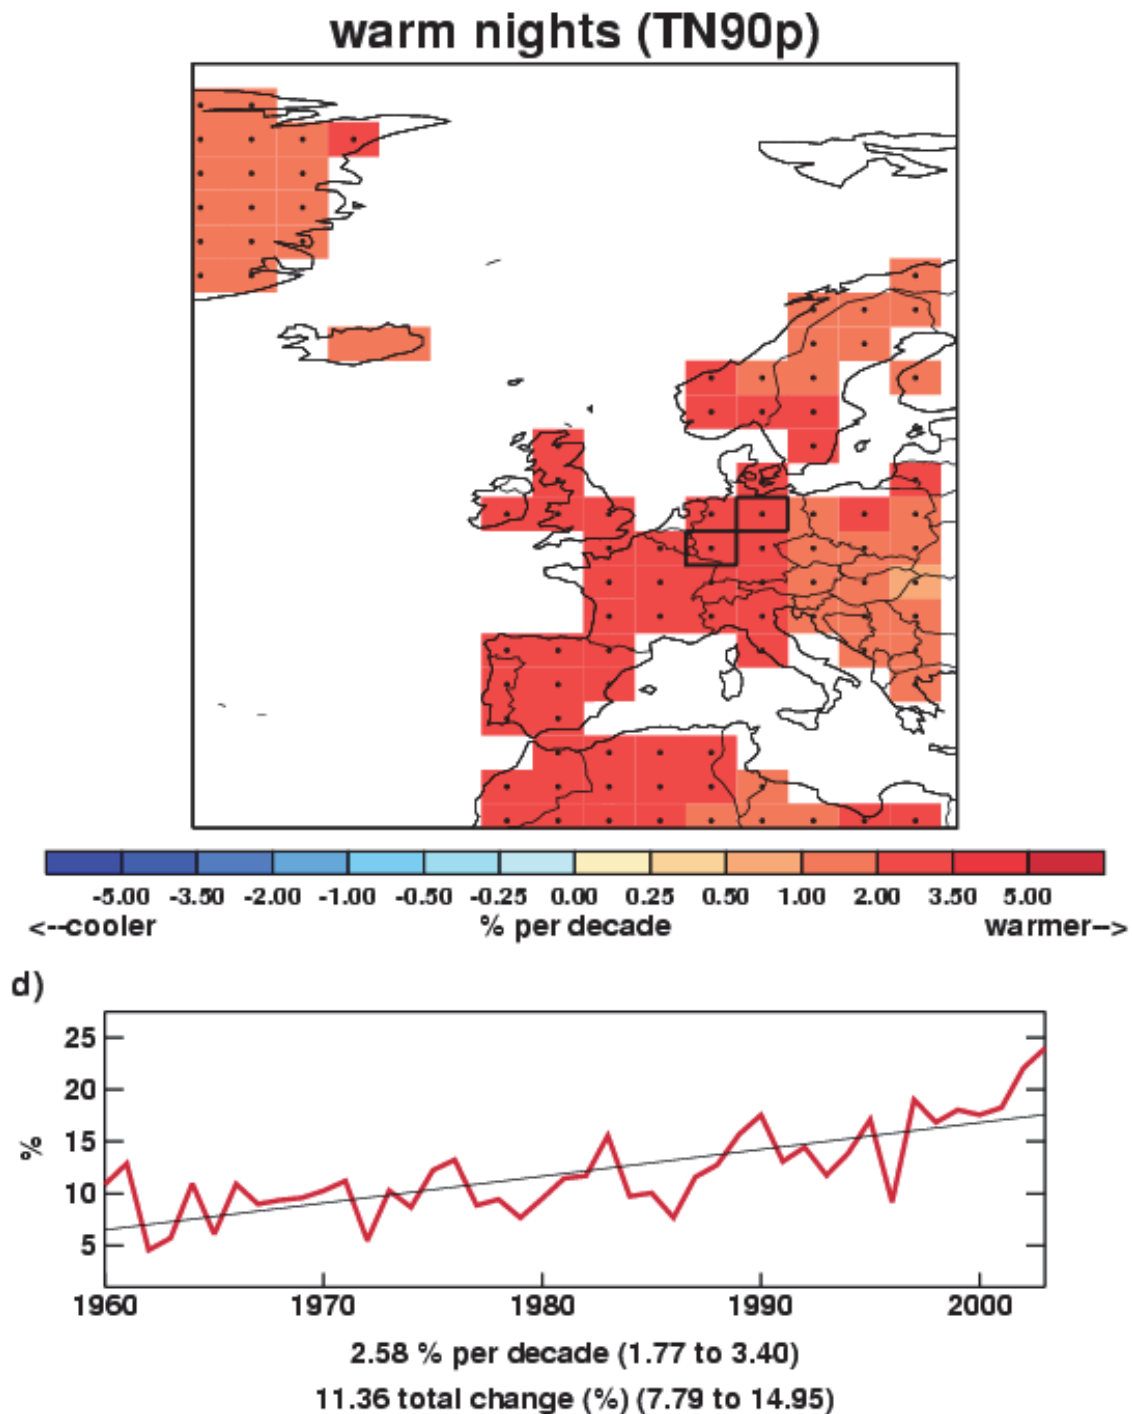 warm nights (TN90p)
-5.00 -3.50 -2.00 -1.00 -0.50 -0.25 0.00 0.25 0.50 1.00 2.00 3.50 5.00
<--cooler % per decade warmer-->
d)
25
20
15
10
5
%
1960 1970 1980 1990 2000
2.58 % per decade (1.77 to 3.40)
11.36 total change (%) (7.79 to 14.95)